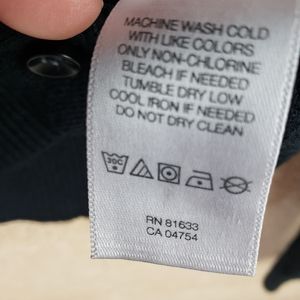 MACHINE WASH COLD
WITH LIKE COLORS
ONLY NON-CHLORINE
BLEACH IF NEEDED
TUMBLE DRY LOW
COOL IRON IF NEEDED
DO NOT DRY CLEAN
30C
RN 81633
CA 04754